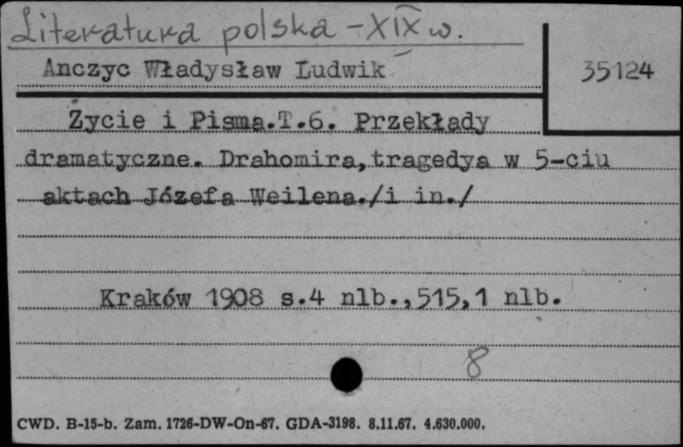 Literatura polska - XIX w.
Anczyc Władysław Ludwik
35124
Życie i Pisma.T.6. Przekłady
dramatyczne. Drahomira,tragedya w 5-ciu
aktach Józefa Weilena./i in./
Kraków 1908 s.4 nlb.,515,1 nlb.
8
CWD. B-15-b. Zam. 1726-DW-On-67. GDA-3198. 8.11.67. 4.630.000.